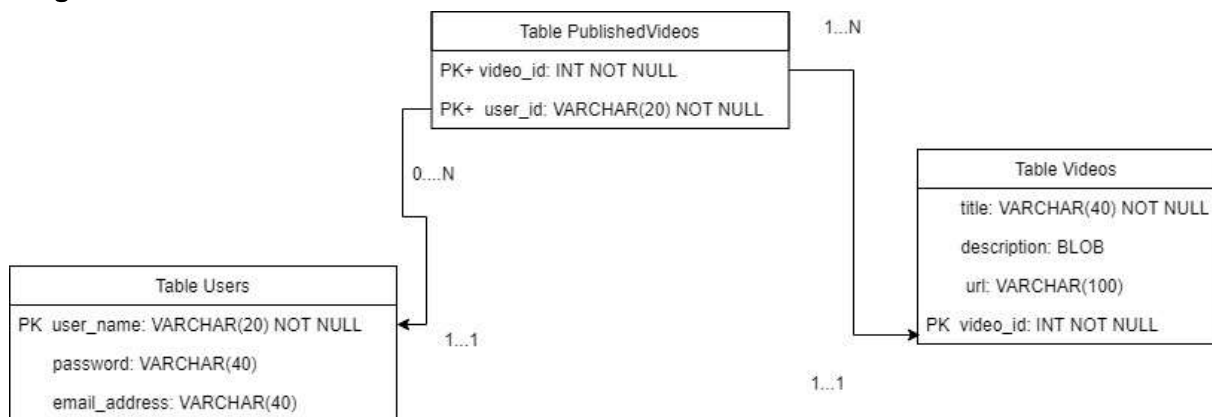 Table PublishedVideos
1...N
PK+ video_id: INT NOT NULL
PK+ user_id: VARCHAR(20) NOT NULL
0....N
Table Videos
title: VARCHAR(40) NOT NULL
description: BLOB
url: VARCHAR(100)
PK video_id: INT NOT NULL
Table Users
PK user_name: VARCHAR(20) NOT NULL
password: VARCHAR(40)
email_address: VARCHAR(40)
1...1
1...1